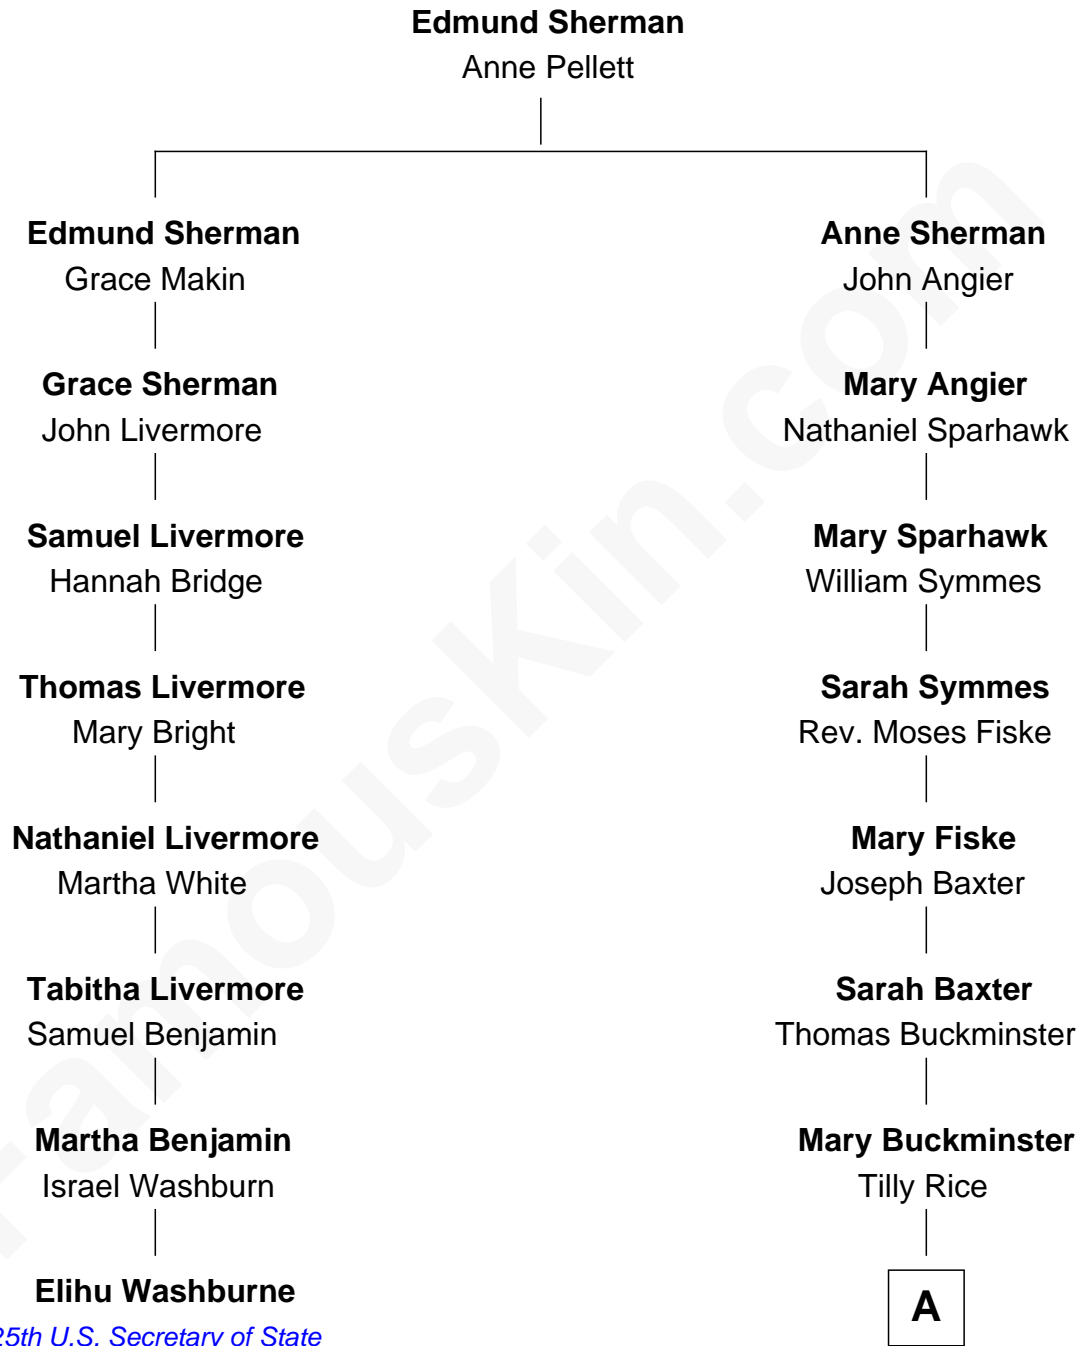 Edmund Sherman
Anne Pellett
Edmund Sherman
Grace Makin
Grace Sherman
John Livermore
Samuel Livermore
Hannah Bridge
Thomas Livermore
Mary Bright
Nathaniel Livermore
Martha White
Tabitha Livermore
Samuel Benjamin
Martha Benjamin
Israel Washburn
Elihu Washburne
25th U.S. Secretary of State
Anne Sherman
John Angier
Mary Angier
Nathaniel Sparhawk
Mary Sparhawk
William Symmes
Sarah Symmes
Rev. Moses Fiske
Mary Fiske
Joseph Baxter
Sarah Baxter
Thomas Buckminster
Mary Buckminster
Tilly Rice
A
FamousKin.com